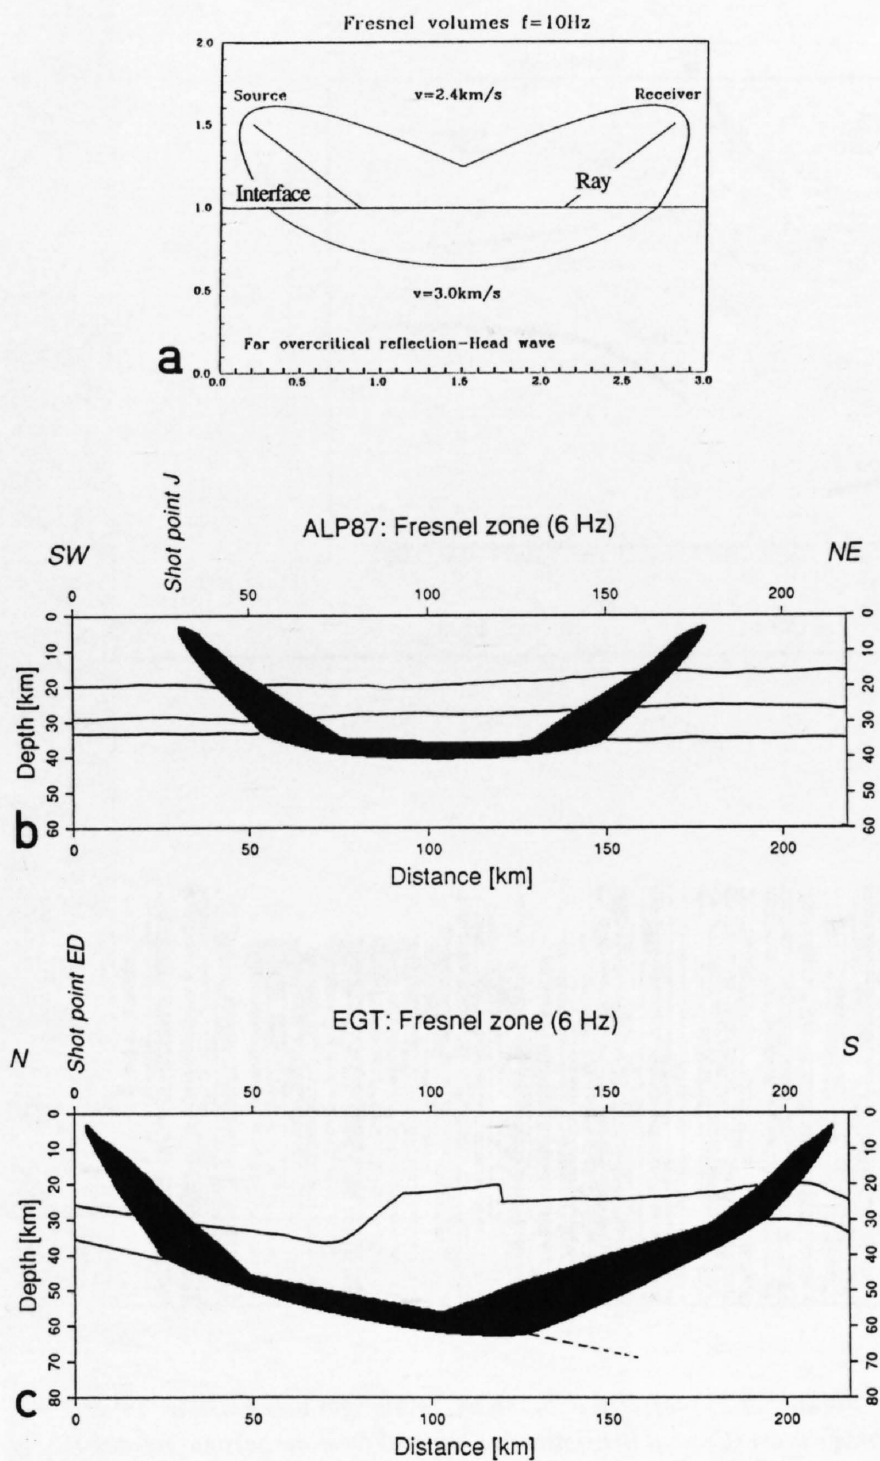 Fresnel volumes f=10Hz
2.0
Source v=2.4km/s Receiver
1.5
Interface Ray
1.0
v=3.0km/s
0.5
Far overcritical reflection-Head wave
a
0.0
0.0 0.5 1.0 1.5 2.0 2.5 3.0
Shot point J
ALP87: Fresnel zone (6 Hz)
SW NE
0 50 100 150 200
0 0
10 10
20 20
30 30
40 40
50 50
60 60
Depth [km]
b
50 100 150 200
Distance [km]
Shot point ED
EGT: Fresnel zone (6 Hz)
N S
0 50 100 150 200
0 0
10 10
20 20
30 30
40 40
50 50
60 60
70 70
80 80
Depth [km]
c
0 50 100 150 200
Distance [km]